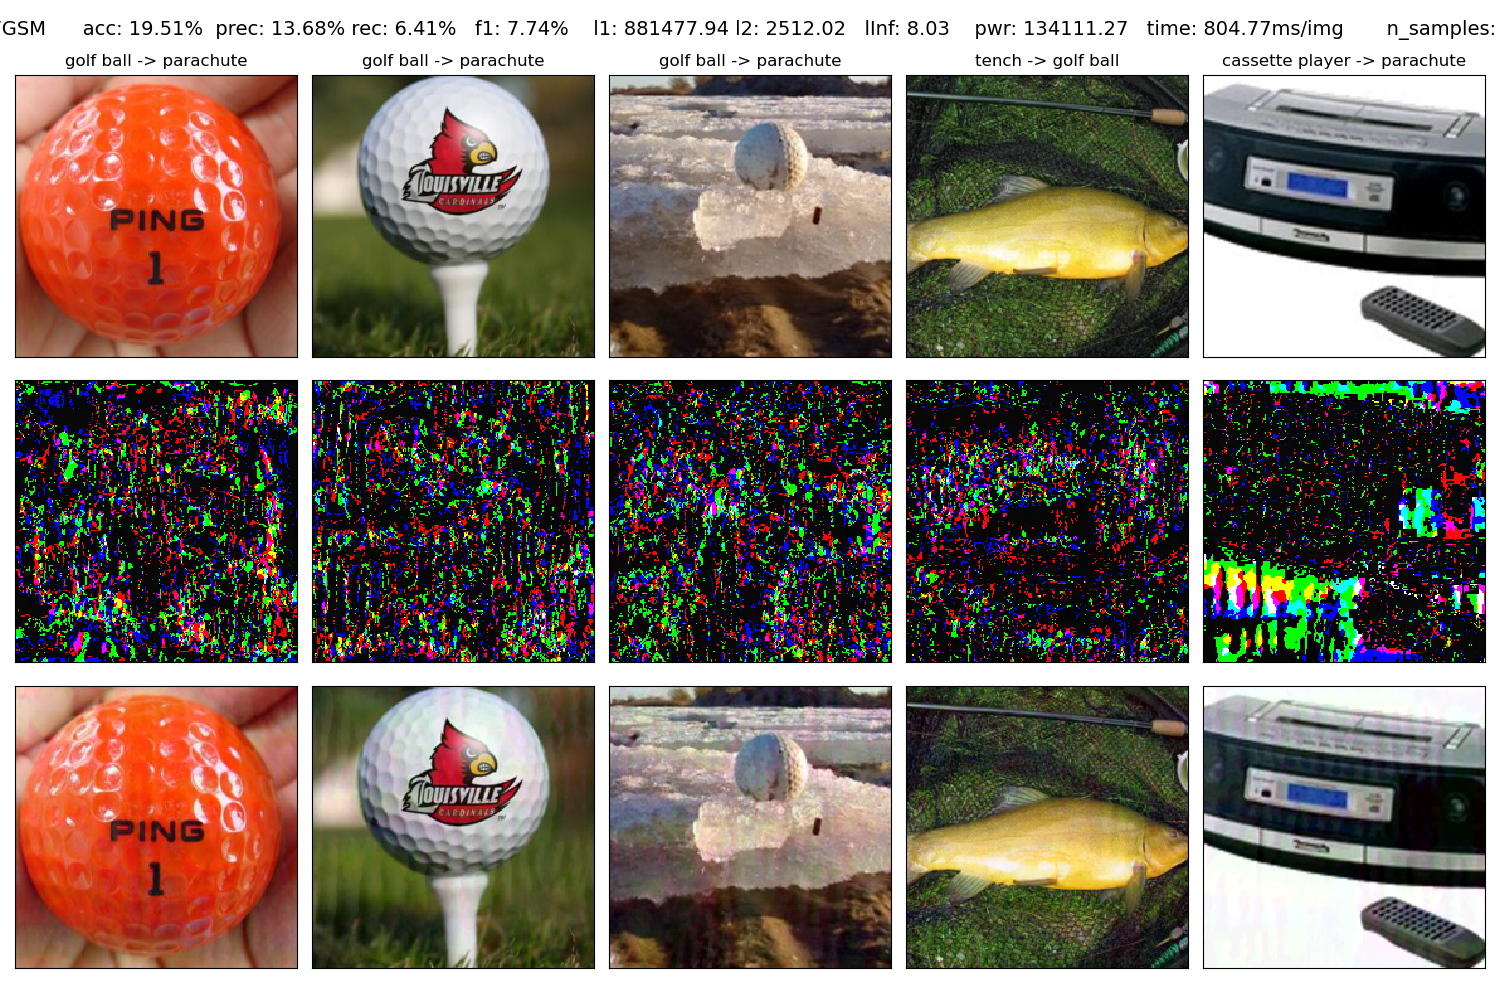 GSM acc: 19.51% prec: 13.68% rec: 6.41% f1: 7.74% l1: 881477.94 l2: 2512.02 lInf: 8.03 pwr: 134111.27 time: 804.77ms/img n_samples:
golf ball -> parachute
golf ball -> parachute
golf ball -> parachute
tench -> golf ball
cassette player -> parachute
PING
1
LOUISVILLE
CARDINALS
PING
1
LOUISVILLE
CARDINALS